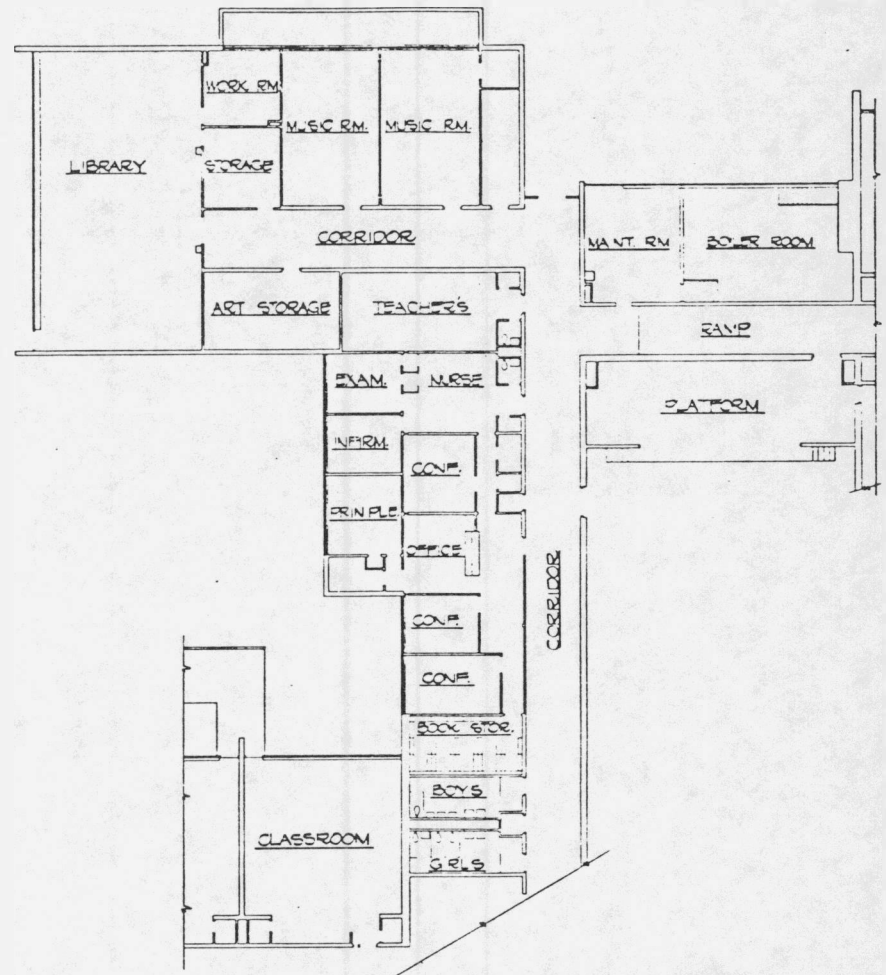 WORK RM.
MUSIC RM.
MUSIC RM.
LIBRARY
STORAGE
CORRIDOR
MANT. RM
BOILER ROOM
ART STORAGE
TEACHER'S
RAMP
EXAM.
NURSE
PLATFORM
INFIRM.
CONF.
PRINPLE.
OFFICE
CORRIDOR
CONF.
CONF.
BOOK STOR.
BOYS
CLASSROOM
GIRLS